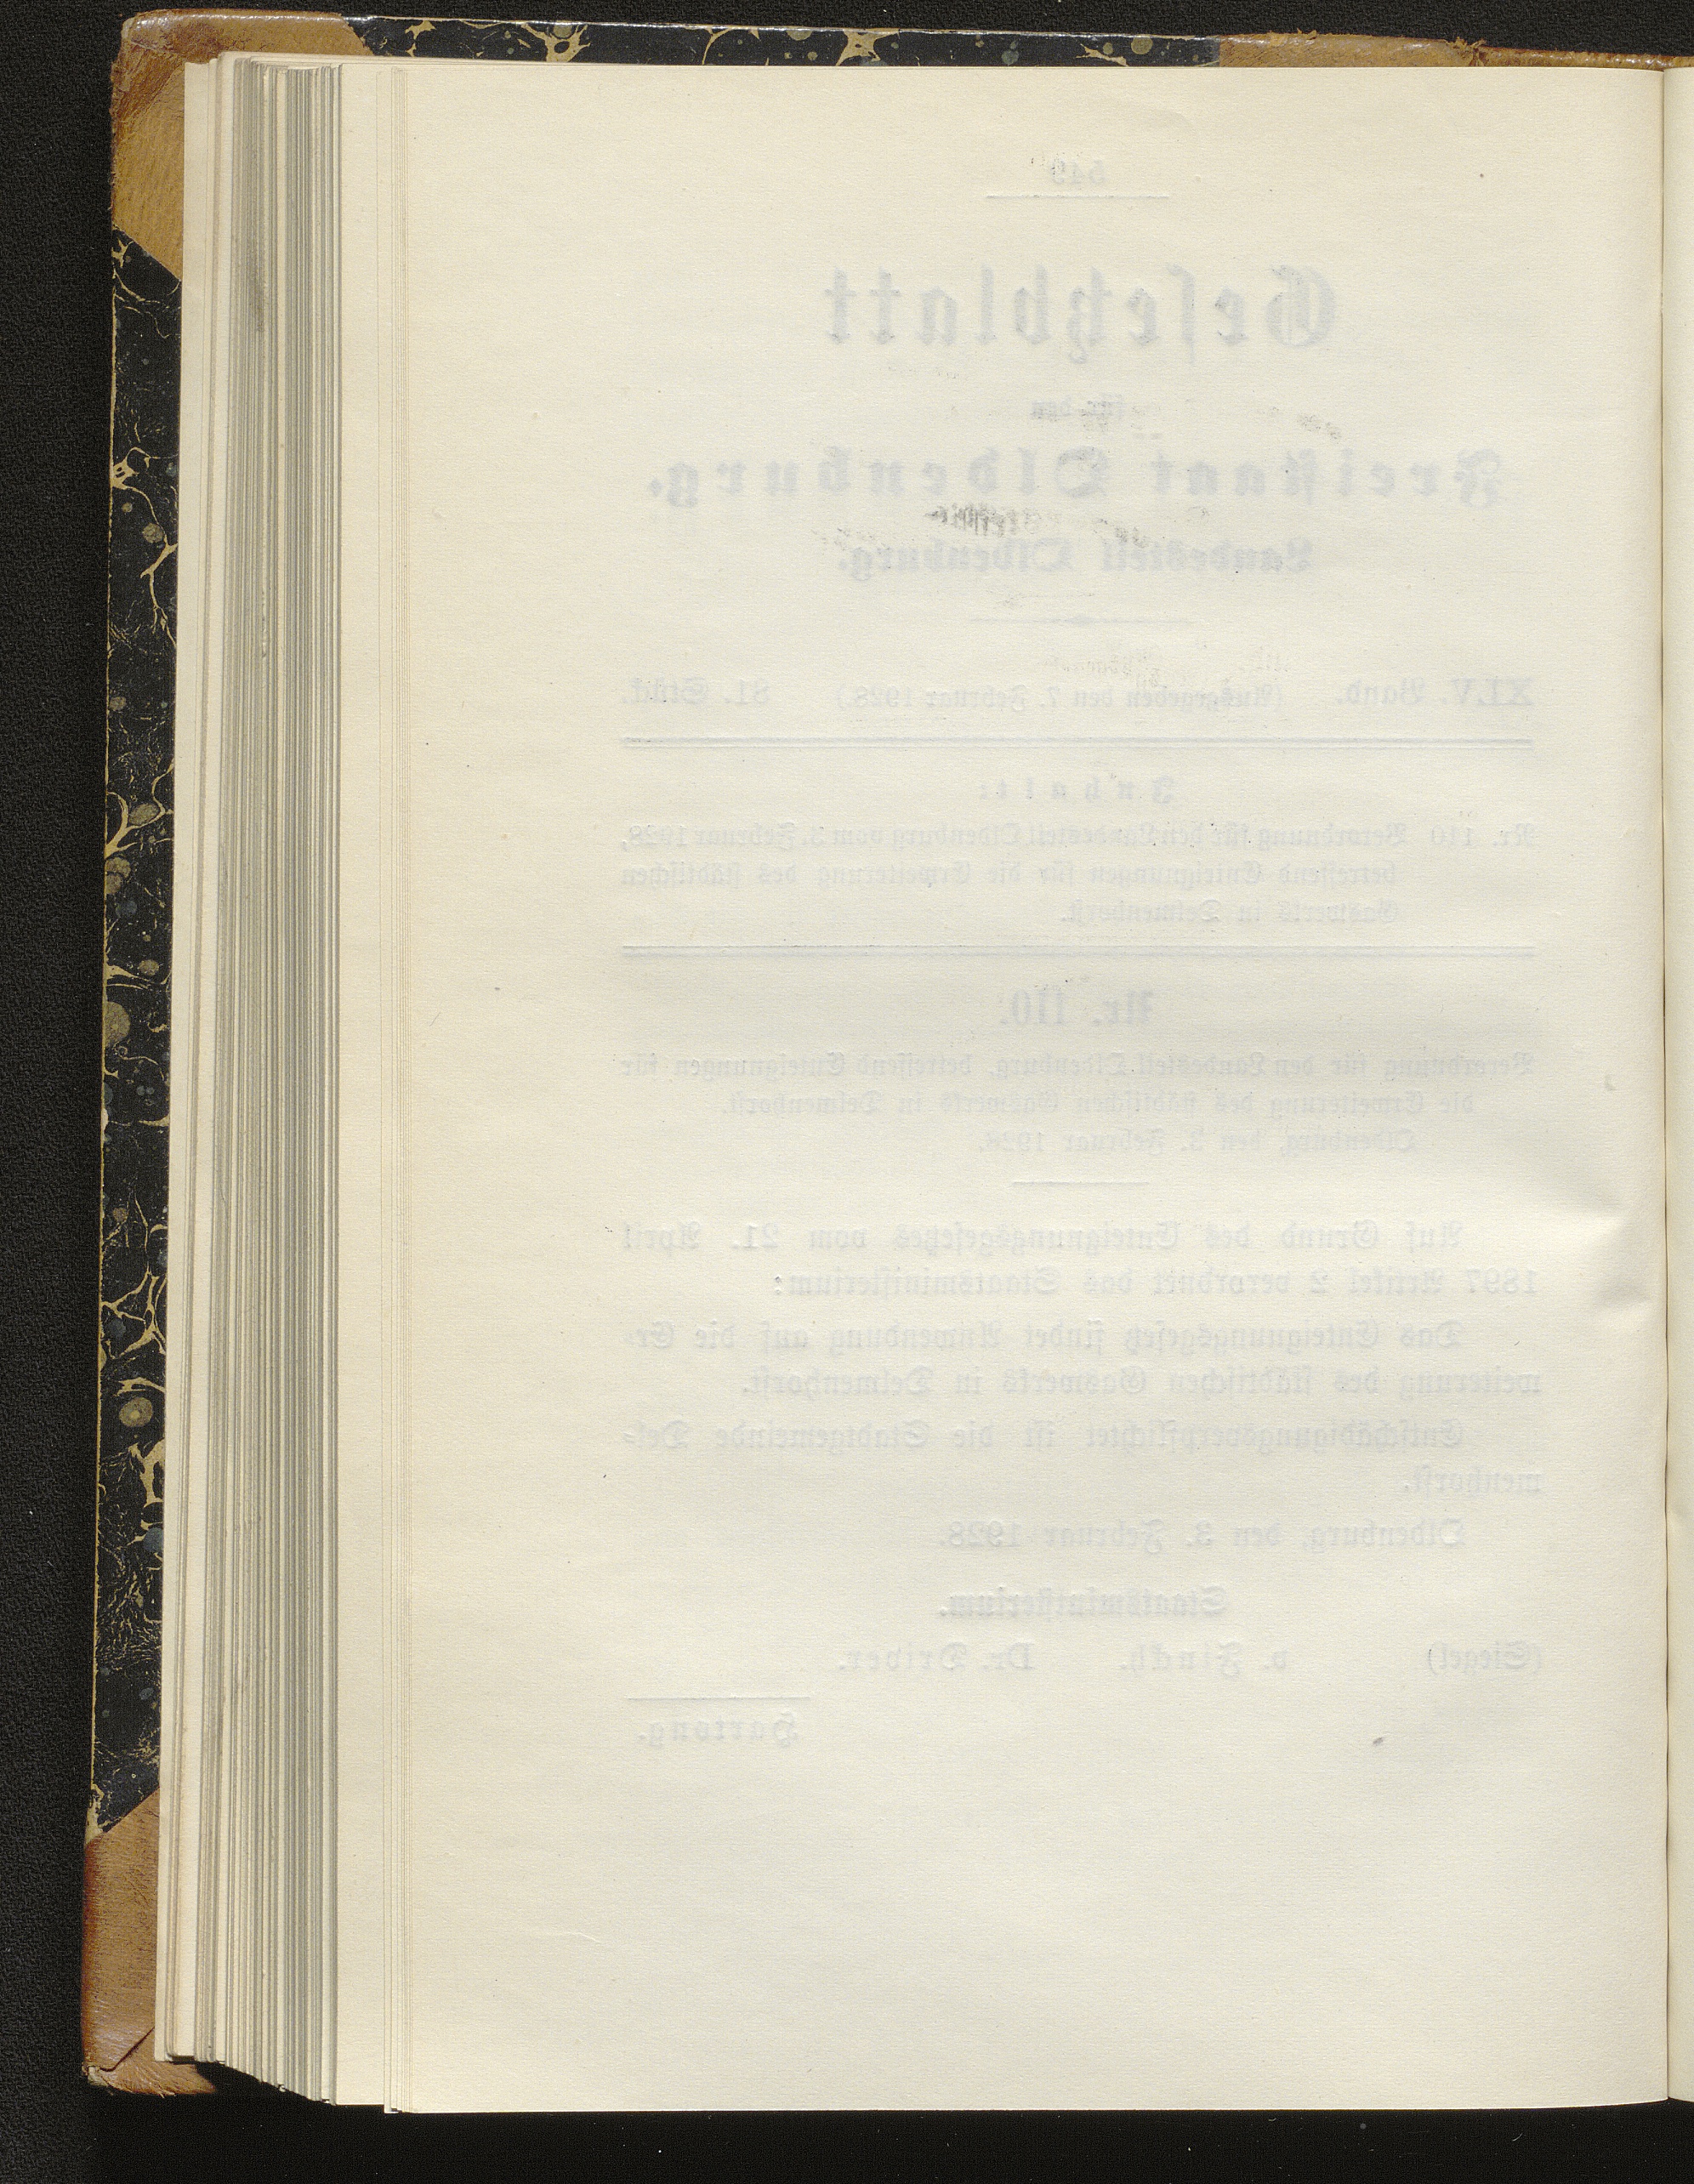 549
Gesetzblatt
für den
Freistaat Oldenburg.
Landesteil Oldenburg.
XLV. Band. (Ausgegeben den 7. Februar 1928.) 81. Stück.
Inhalt:
Nr. 110 Verordnung für den Landesteil Oldenburg vom 3. Februar 1928,
betreffend Enteignungen für die Erweiterung des städtischen
Gaswerks in Delmenhorst.
Nr. 110.
Verordnung für den Landesteil Oldenburg, betreffend Enteignungen für
die Erweiterung des städtischen Gaswerks in Delmenhorst.
Oldenburg, den 3. Februar 1928.
Auf Grund des Enteignungsgesetzes vom 21. April
1897 Artikel 2 verordnet das Staatsministerium:
Das Enteignungsgesetz findet Anwendung auf die Er-
weiterung des städtischen Gaswerks in Delmenhorst.
Entschädigungsverpflichtet ist die Stadtgemeinde Del-
menhorst.
Oldenburg, den 3. Februar 1928.
Staatsministerium.
(Siegel) v. Finckh. Dr. Driver.
Hartong.